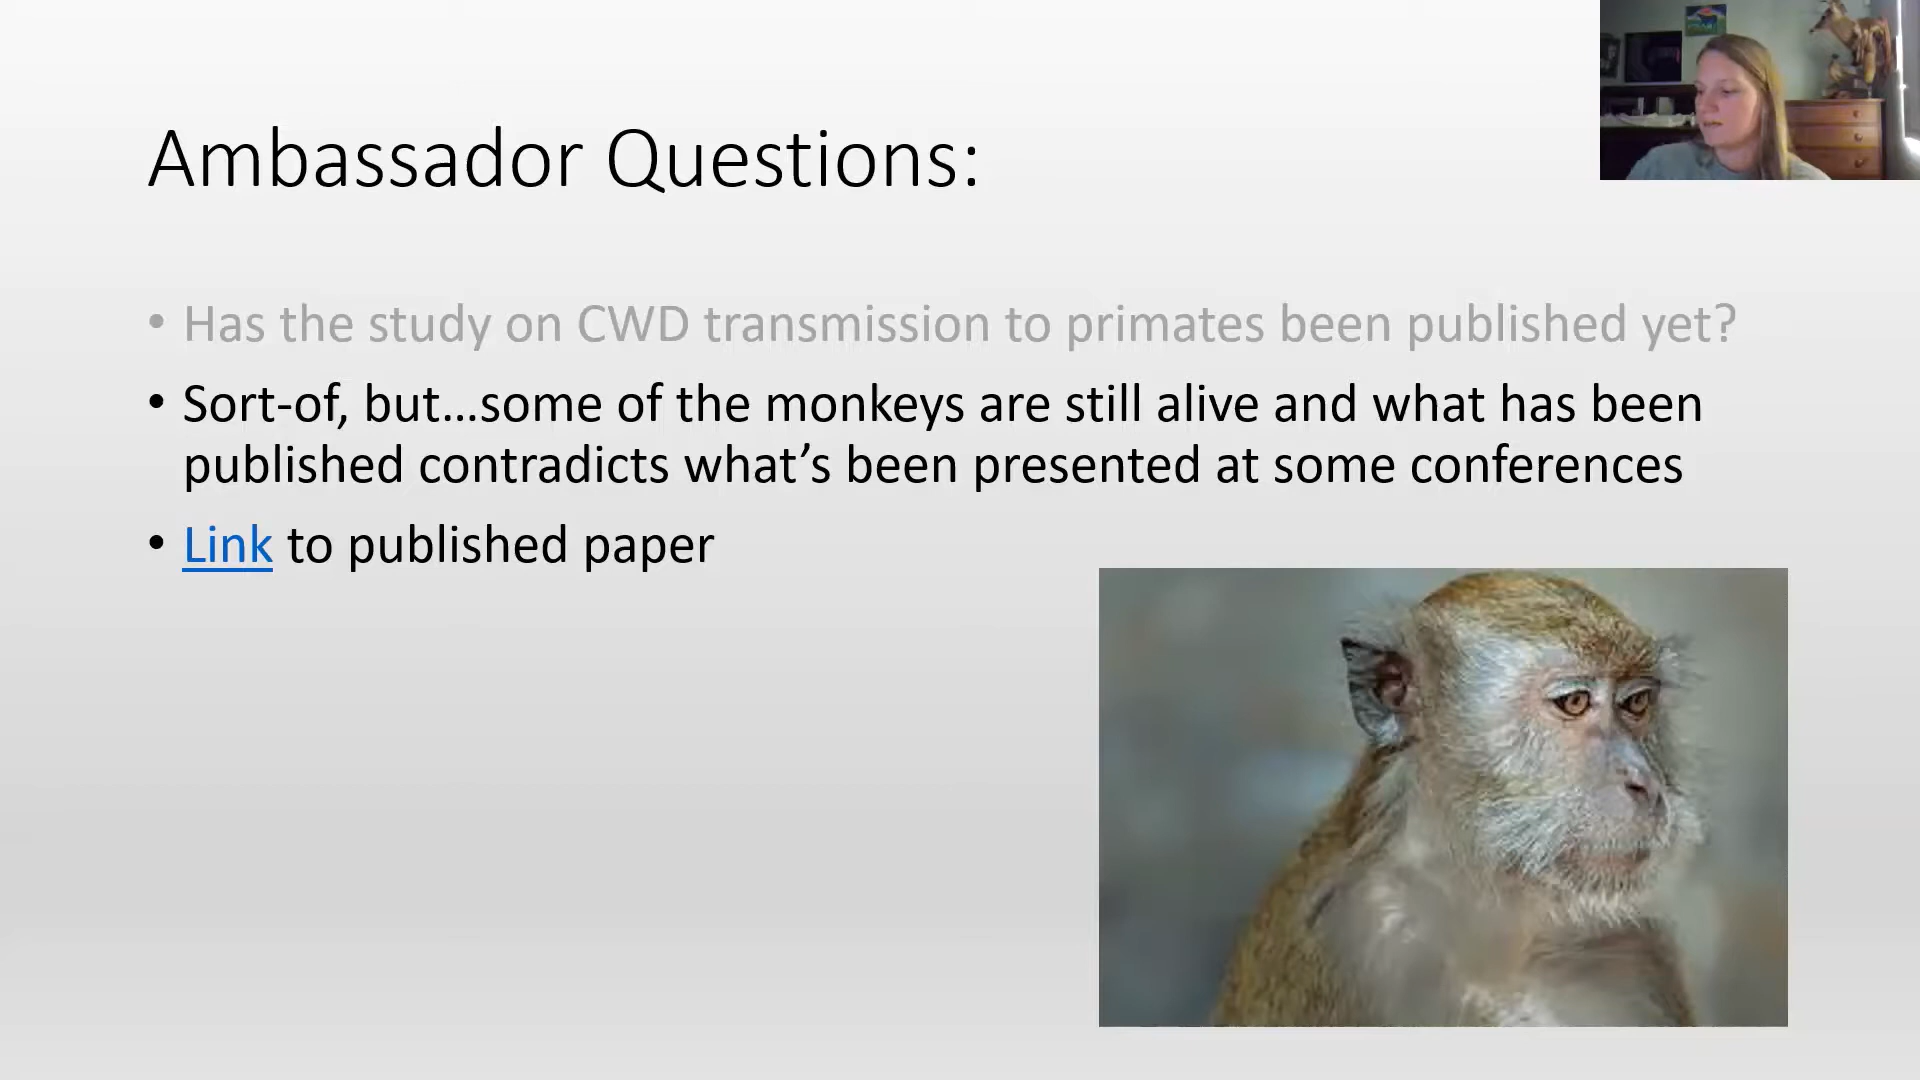 Ambassador Questions:
• Has the study on CWD transmission to primates been published yet?
• Sort-of, but...some of the monkeys are still alive and what has been
published contradicts what’s been presented at some conferences
• Link to published paper